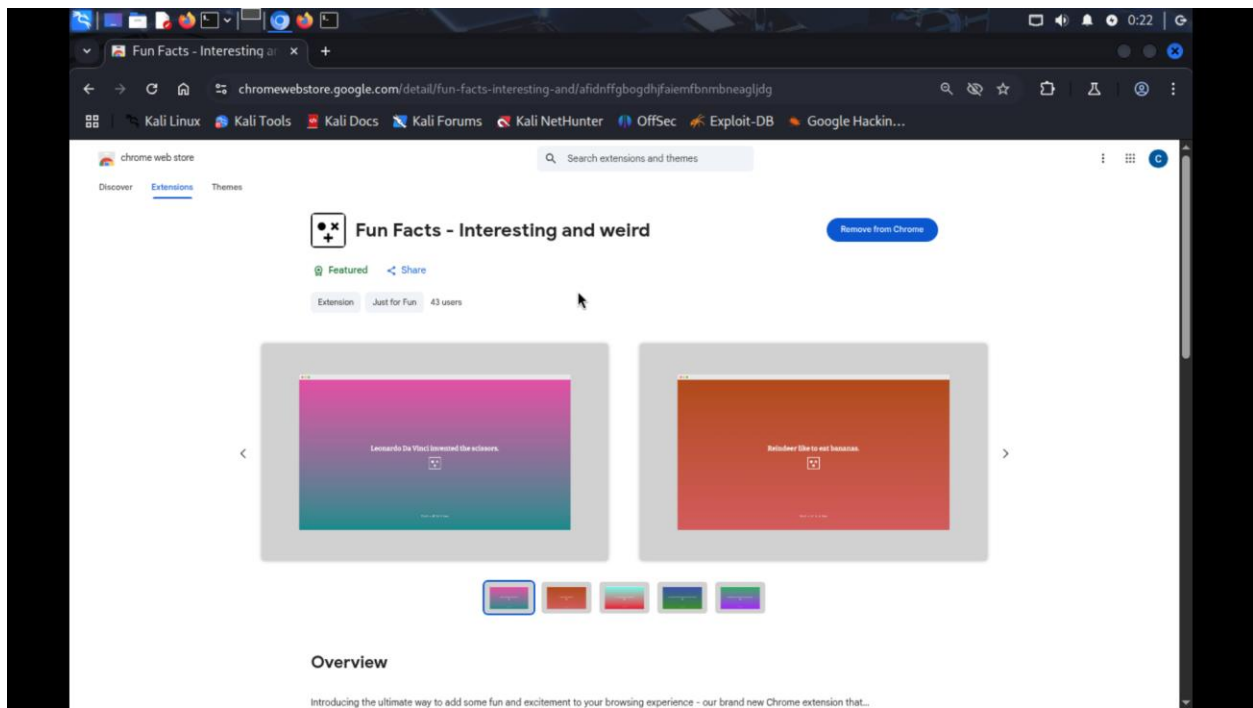 0:22
Fun Facts - Interesting an
chromewebstore.google.com/detail/fun-facts-interesting-and/afidnffgbogdhjfaiemfbnmbneagljdg
Kali Linux Kali Tools Kali Docs Kali Forums Kali NetHunter OffSec Exploit-DB Google Hackin...
chrome web store
Search extensions and themes
C
Discover Extensions Themes
Fun Facts - Interesting and weird
Remove from Chrome
Featured Share
Extension Just for Fun 43 users
Leonardo Da Vinci invented the scissors.
Reindeer like to eat bananas.
Overview
Introducing the ultimate way to add some fun and excitement to your browsing experience - our brand new Chrome extension that...